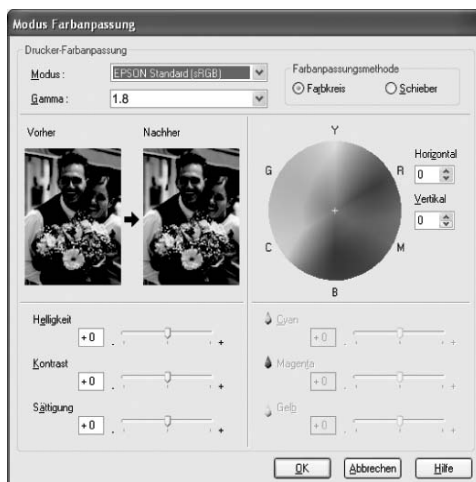 Modus Farbanpassung
Drucker-Farbanpassung
Modus :
EPSON Standard (sRGB)
Gamma :
1.8
Farbanpassungsmethode
Farbkreis
Schieber
Vorher
Nachher
Y
G
R
C
M
B
Horizontal
0
Vertikal
0
Helligkeit
+0
- +
Kontrast
+0
- +
Sättigung
+0
- +
Cyan
+0
- +
Magenta
+0
- +
Gelb
+0
- +
OK
Abbrechen
Hilfe